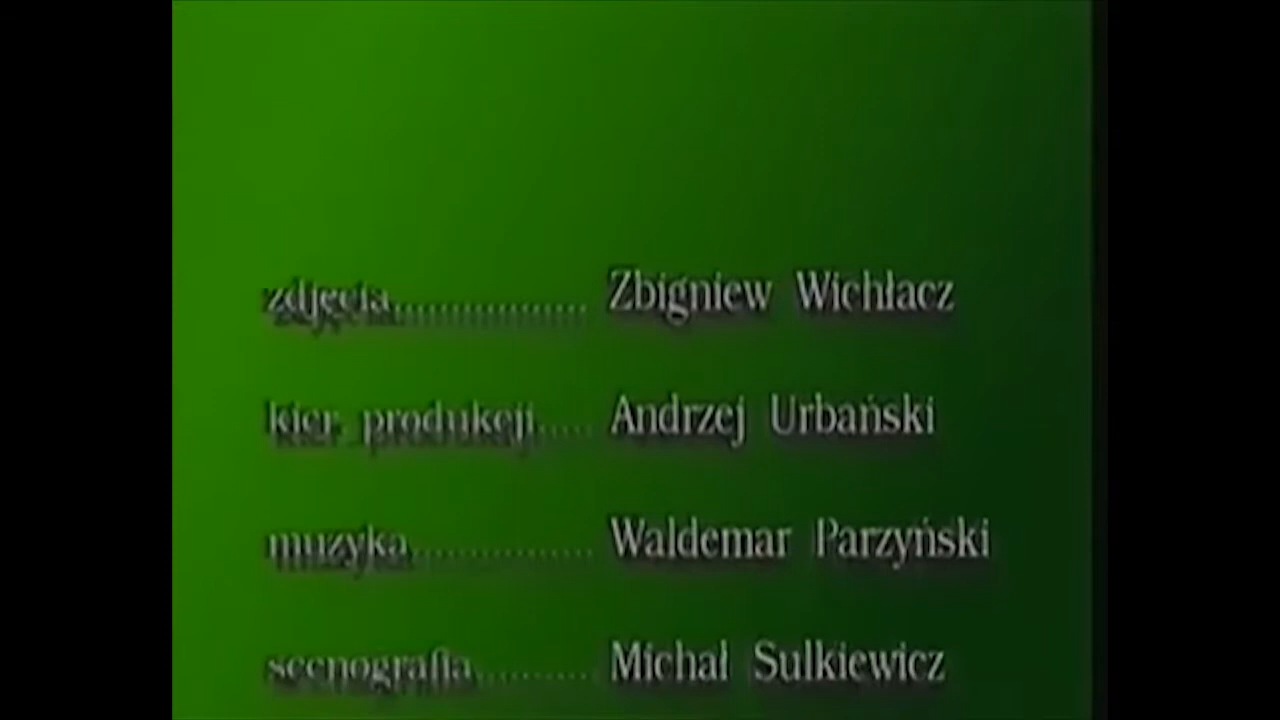 zdjęcia................. Zbigniew Wichłacz
kier. produkcji..... Andrzej Urbański
muzyka............... Waldemar Parzyński
scenografia.......... Michał Sulkiewicz